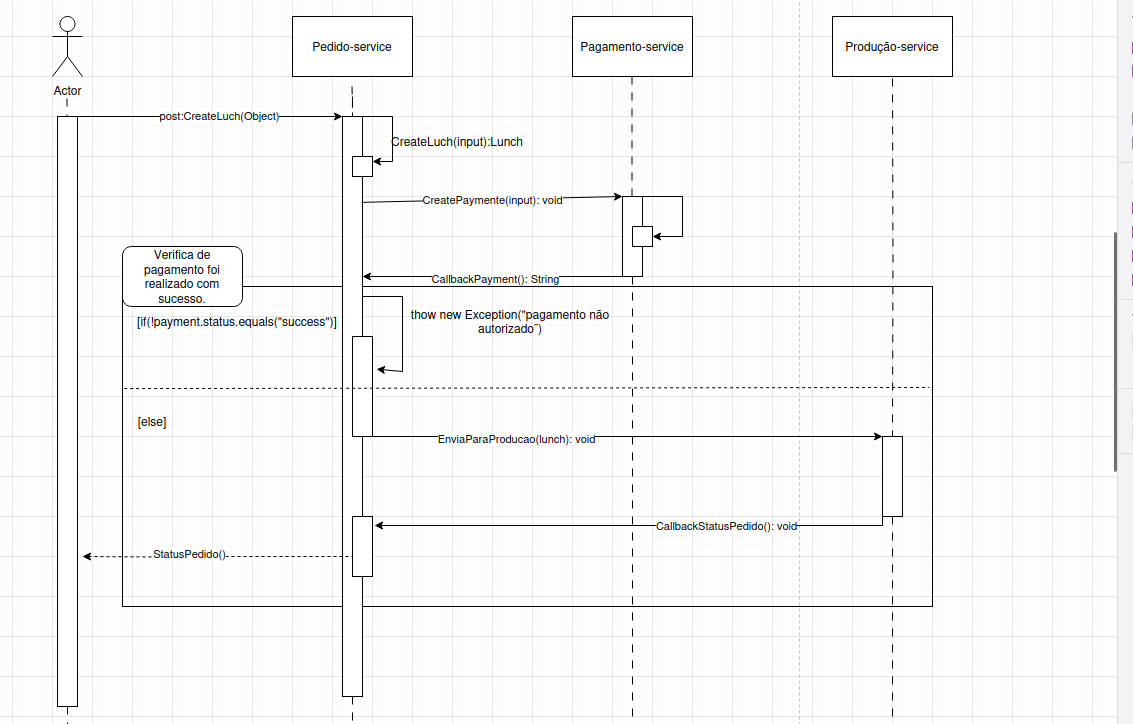 Pedido-service
Pagamento-service
Produção-service
Actor
post:CreateLuch(Object)
CreateLuch(input):Lunch
CreatePaymente(input): void
Verifica de
pagamento foi
realizado com
sucesso.
CallbackPayment(): String
[if(!payment.status.equals("success")]
thow new Exception("pagamento não
autorizado")
[else]
EnviaParaProducao(lunch): void
CallbackStatusPedido(): void
StatusPedido()